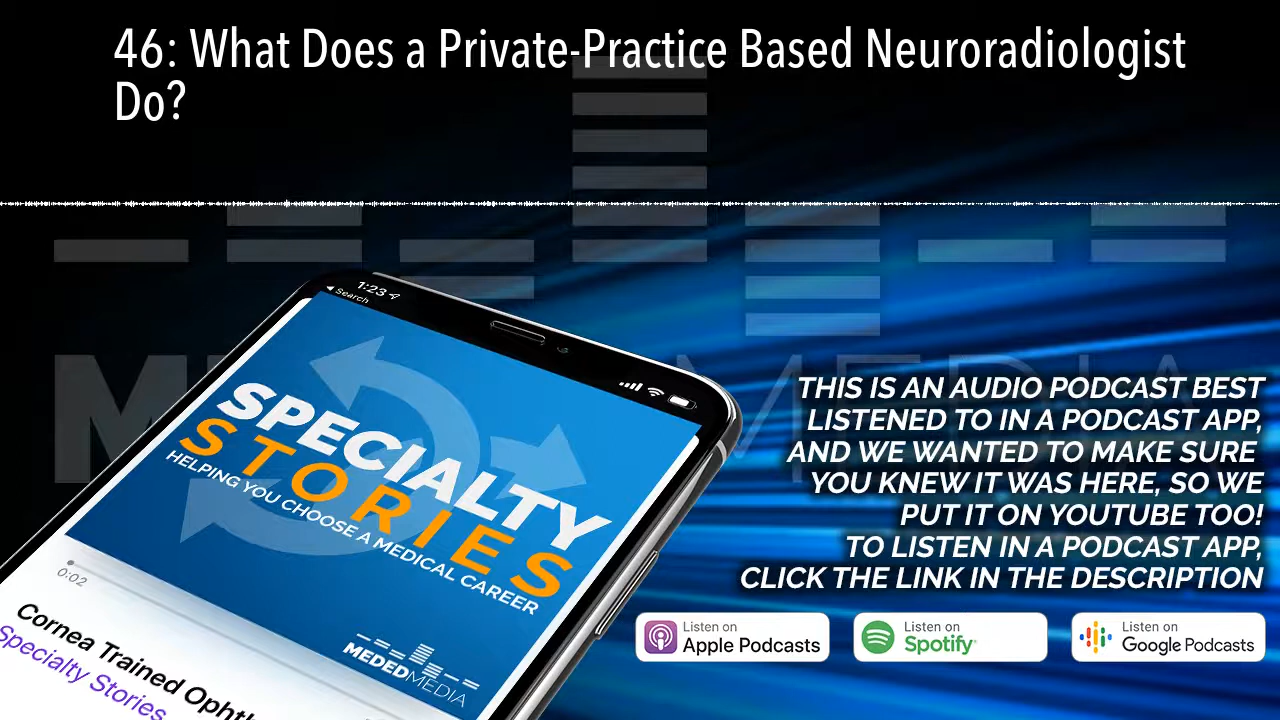 46: What Does a Private-Practice Based Neuroradiologist
Do?
1:23
Search
SPECIALTY
STORIES
HELPING YOU CHOOSE A MEDICAL CAREER
MEDEDMEDIA
0:02
Cornea Trained
Specialty Stories
THIS IS AN AUDIO PODCAST BEST
LISTENED TO IN A PODCAST APP,
AND WE WANTED TO MAKE SURE
YOU KNEW IT WAS HERE, SO WE
PUT IT ON YOUTUBE TOO!
TO LISTEN IN A PODCAST APP,
CLICK THE LINK IN THE DESCRIPTION
Listen on
Apple Podcasts
Listen on
Spotify
Listen on
Google Podcasts